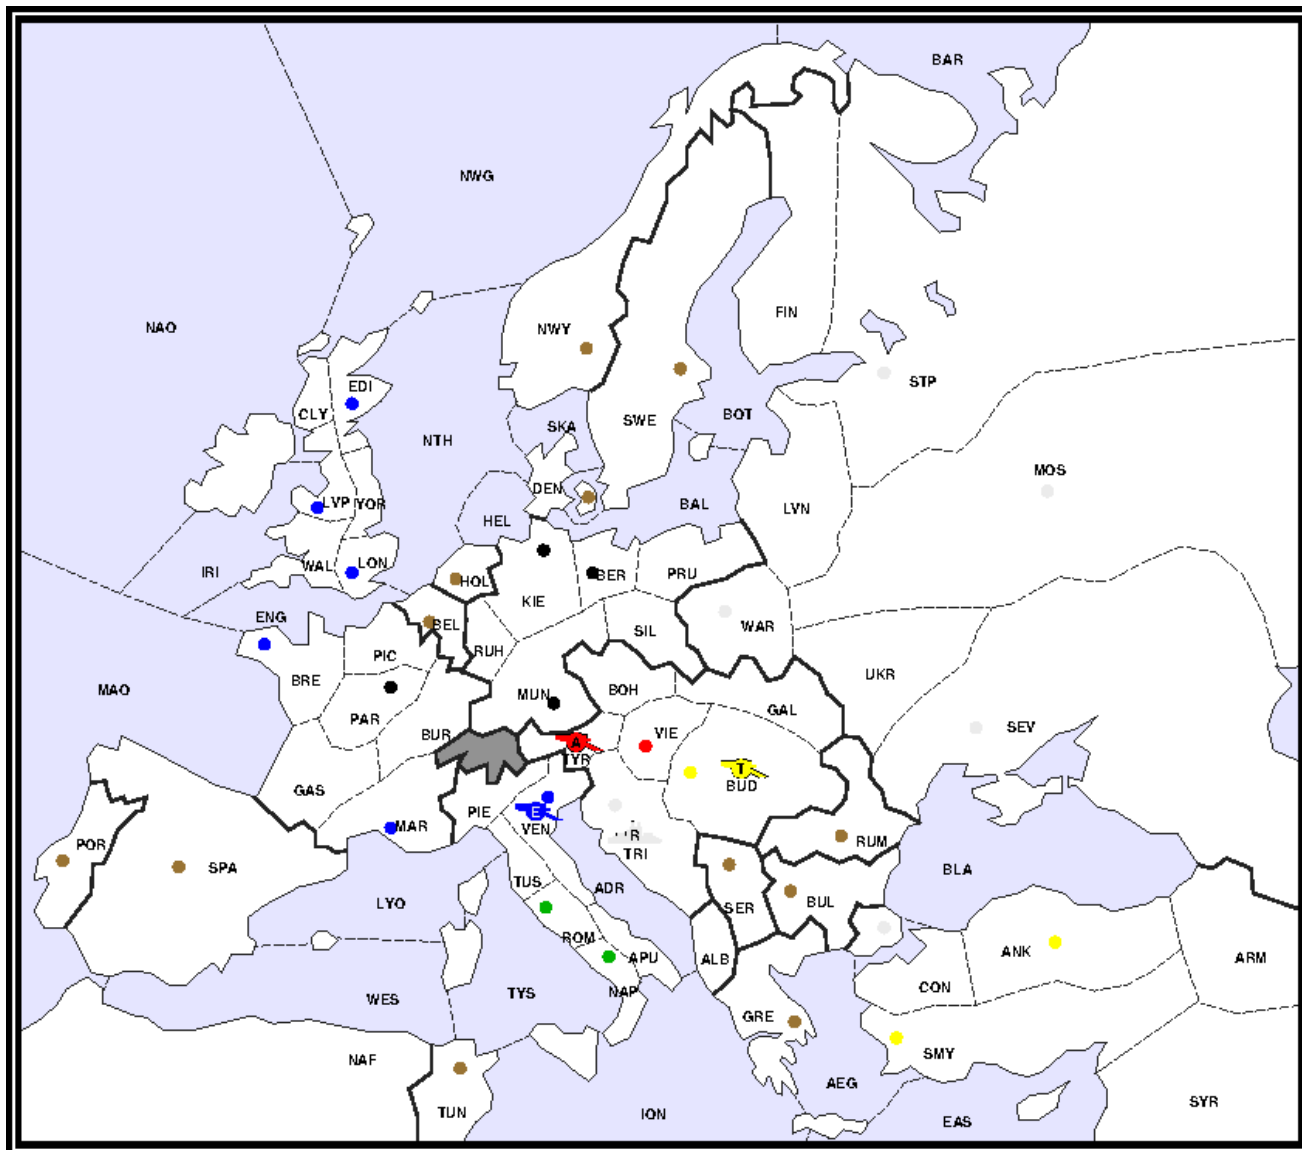 BAR
NWG
NAO
FIN
NWY
STP
EDI
CLY
SKA
SWE
BOT
NTH
MOS
DEN
LVP
YOR
BAL
LVN
HEL
IRI
WAL
LON
HOL
BER
PRU
KIE
ENG
BEL
SIL
WAR
PIC
RUH
UKR
MAO
BRE
MUN
BOH
GAL
PAR
BUR
VIE
SEV
A
TYR
T
BUD
GAS
PIE
E
VEN
MAR
TRI
POR
SPA
RUM
BLA
TUS
ADR
LYO
SER
BUL
ROM
APU
ALB
ANK
ARM
WES
TYS
NAP
CON
GRE
SMY
NAF
AEG
SYR
TUN
ION
EAS